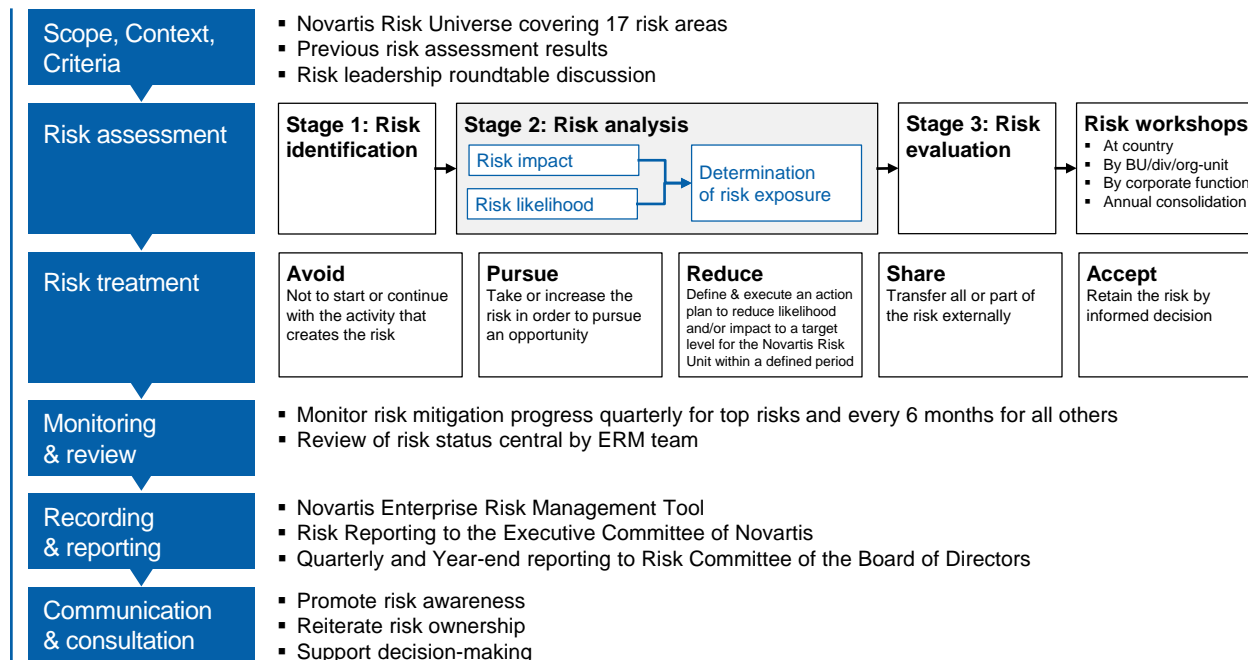 Scope, Context,
Criteria
▪ Novartis Risk Universe covering 17 risk areas
▪ Previous risk assessment results
▪ Risk leadership roundtable discussion
Risk assessment
Stage 1: Risk
identification
Stage 2: Risk analysis
Risk impact
Risk likelihood
Determination
of risk exposure
Stage 3: Risk
evaluation
Risk workshops
▪ At country
▪ By BU/div/org-unit
▪ By corporate function
▪ Annual consolidation
Risk treatment
Avoid
Not to start or continue
with the activity that
creates the risk
Pursue
Take or increase the
risk in order to pursue
an opportunity
Reduce
Define & execute an action
plan to reduce likelihood
and/or impact to a target
level for the Novartis Risk
Unit within a defined period
Share
Transfer all or part of
the risk externally
Accept
Retain the risk by
informed decision
Monitoring
& review
▪ Monitor risk mitigation progress quarterly for top risks and every 6 months for all others
▪ Review of risk status central by ERM team
Recording
& reporting
▪ Novartis Enterprise Risk Management Tool
▪ Risk Reporting to the Executive Committee of Novartis
▪ Quarterly and Year-end reporting to Risk Committee of the Board of Directors
Communication
& consultation
▪ Promote risk awareness
▪ Reiterate risk ownership
▪ Support decision-making